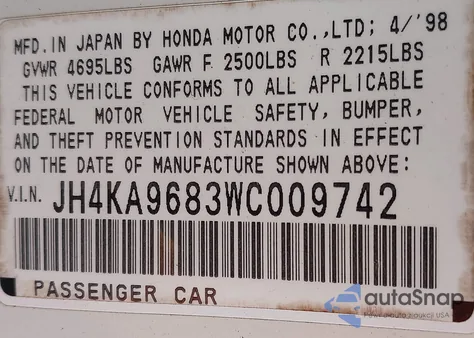 MFD. IN JAPAN BY HONDA MOTOR CO.,LTD; 4/'98
GVWR 4695LBS GAWR F 2500LBS R 2215LBS
THIS VEHICLE CONFORMS TO ALL APPLICABLE
FEDERAL MOTOR VEHICLE SAFETY, BUMPER,
AND THEFT PREVENTION STANDARDS IN EFFECT
ON THE DATE OF MANUFACTURE SHOWN ABOVE:
V.I.N. JH4KA9683WC009742
PASSENGER CAR
autoSnap